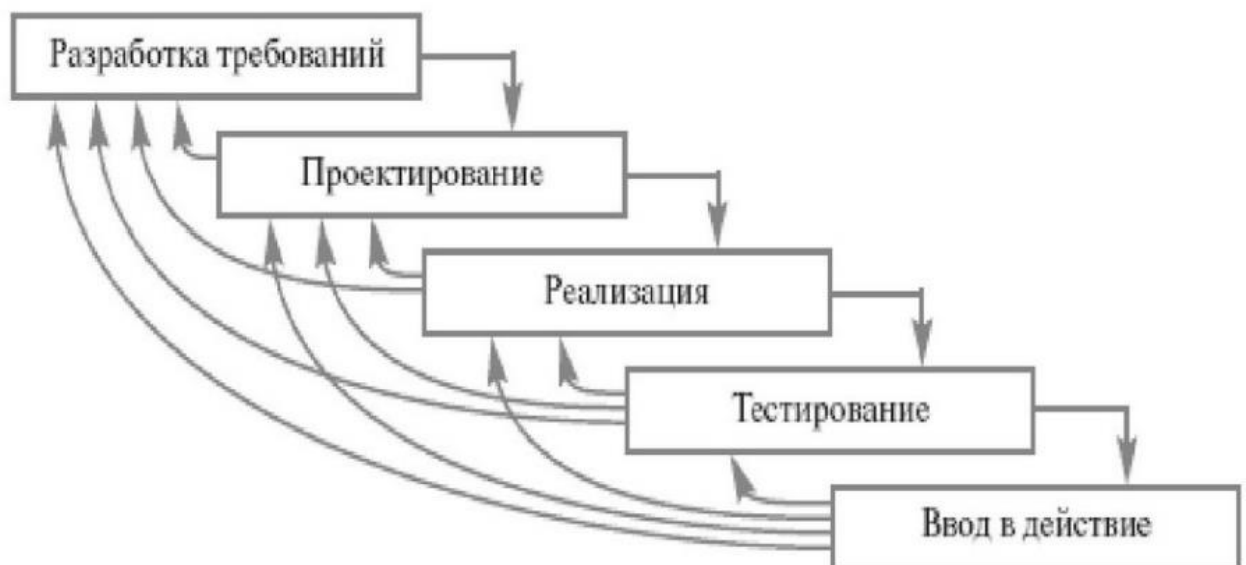 Разработка требований
Проектирование
Реализация
Тестирование
Ввод в действие